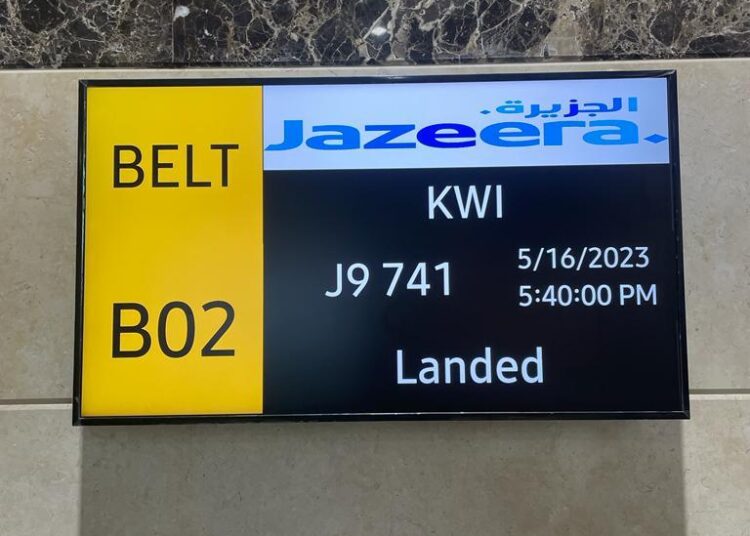 BELT
B02
الجزيرة
Jazeera
KWI
J9 741
5/16/2023
5:40:00 PM
Landed